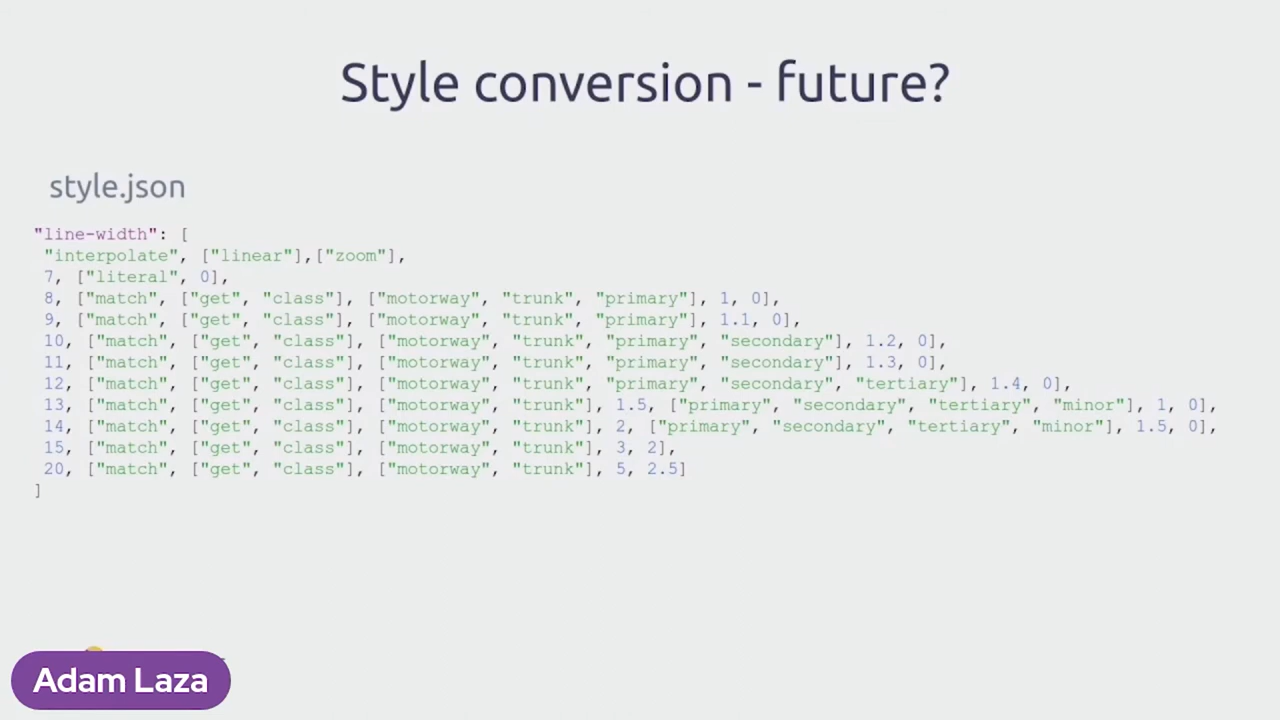 Style conversion - future?
style.json
"line-width": [
"interpolate", ["linear"],["zoom"],
7, ["literal", 0],
8, ["match", ["get", "class"], ["motorway", "trunk", "primary"], 1, 0],
9, ["match", ["get", "class"], ["motorway", "trunk", "primary"], 1.1, 0],
10, ["match", ["get", "class"], ["motorway", "trunk", "primary", "secondary"], 1.2, 0],
11, ["match", ["get", "class"], ["motorway", "trunk", "primary", "secondary"], 1.3, 0],
12, ["match", ["get", "class"], ["motorway", "trunk", "primary", "secondary", "tertiary"], 1.4, 0],
13, ["match", ["get", "class"], ["motorway", "trunk"], 1.5, ["primary", "secondary", "tertiary", "minor"], 1, 0],
14, ["match", ["get", "class"], ["motorway", "trunk"], 2, ["primary", "secondary", "tertiary", "minor"], 1.5, 0],
15, ["match", ["get", "class"], ["motorway", "trunk"], 3, 2],
20, ["match", ["get", "class"], ["motorway", "trunk"], 5, 2.5]
]
Adam Laza